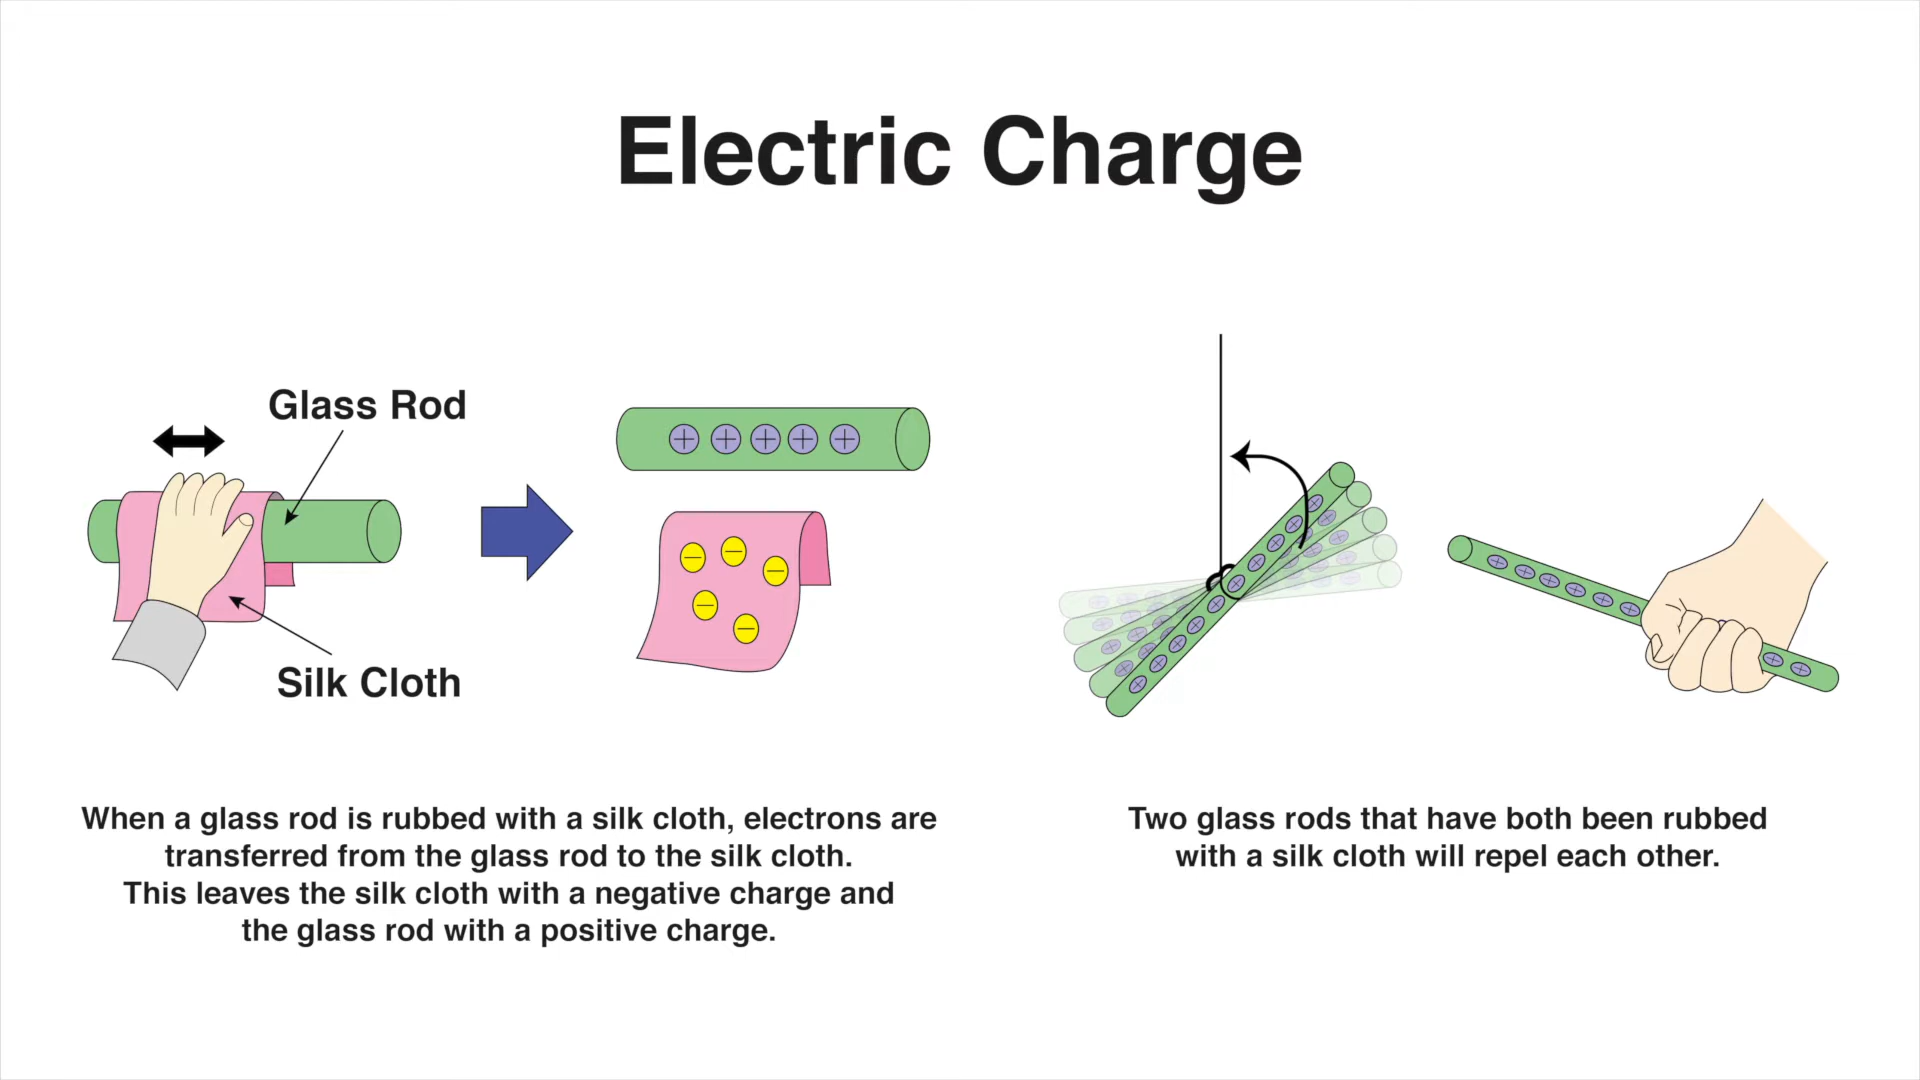 Electric Charge
Glass Rod
Silk Cloth
When a glass rod is rubbed with a silk cloth, electrons are
transferred from the glass rod to the silk cloth.
This leaves the silk cloth with a negative charge and
the glass rod with a positive charge.
Two glass rods that have both been rubbed
with a silk cloth will repel each other.